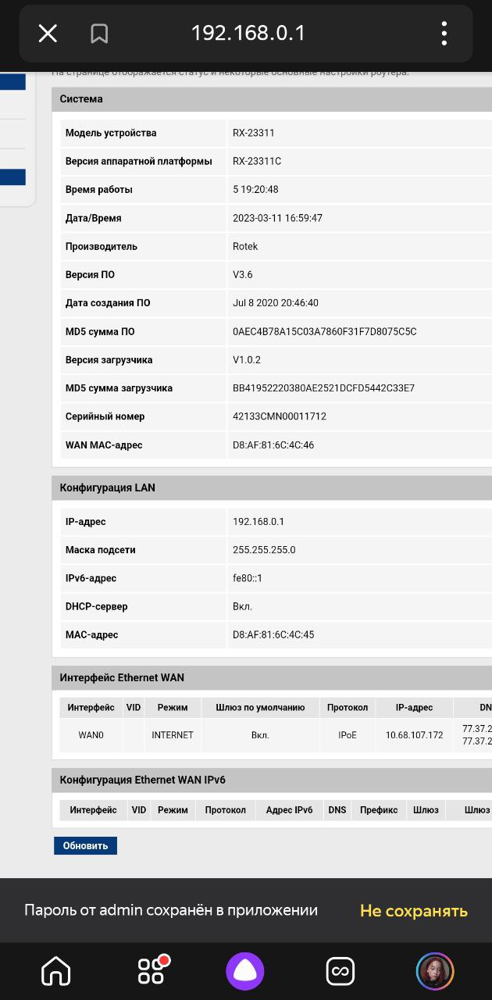 192.168.0.1
На странице отображается статус и некоторые основные настройки роутера.
Система
Модель устройства RX-23311
Версия аппаратной платформы RX-23311C
Время работы 5 19:20:48
Дата/Время 2023-03-11 16:59:47
Производитель Rotek
Версия ПО V3.6
Дата создания ПО Jul 8 2020 20:46:40
MD5 сумма ПО 0AEC4B78A15C03A7860F31F7D8075C5C
Версия загрузчика V1.0.2
MD5 сумма загрузчика BB41952220380AE2521DCFD5442C33E7
Серийный номер 42133CMN00011712
WAN MAC-адрес D8:AF:81:6C:4C:46
Конфигурация LAN
IP-адрес 192.168.0.1
Маска подсети 255.255.255.0
IPv6-адрес fe80::1
DHCP-сервер Вкл.
MAC-адрес D8:AF:81:6C:4C:45
Интерфейс Ethernet WAN
Интерфейс VID Режим Шлюз по умолчанию Протокол IP-адрес DN
WAN0 INTERNET Вкл. IPoE 10.68.107.172 77.37.2
77.37.2
Конфигурация Ethernet WAN IPv6
Интерфейс VID Режим Протокол Адрес IPv6 DNS Префикс Шлюз Шлюз
Обновить
Пароль от admin сохранён в приложении Не сохранять